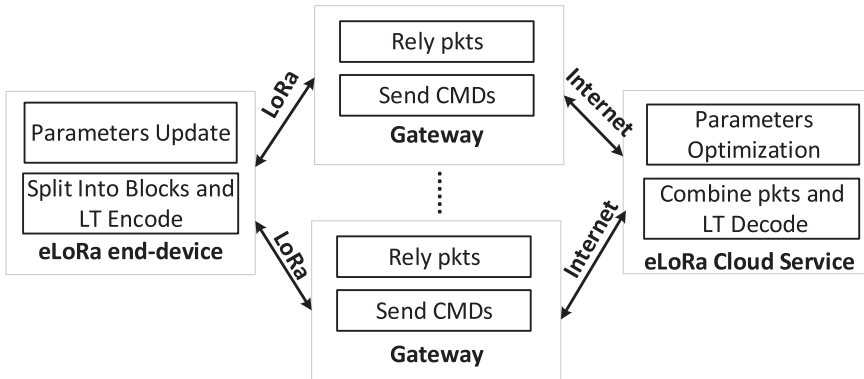 Parameters Update
Split Into Blocks and
LT Encode
eLoRa end-device
LoRa
LoRa
Rely pkts
Send CMDs
Gateway
Rely pkts
Send CMDs
Gateway
Internet
Internet
Parameters
Optimization
Combine pkts and
LT Decode
eLoRa Cloud Service